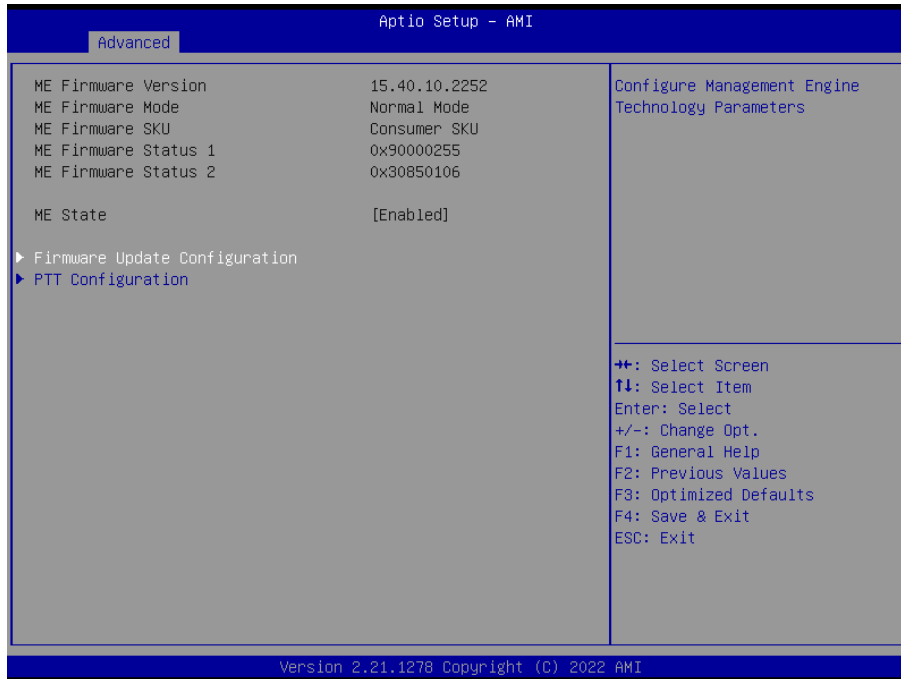 Aptio Setup – AMI
Advanced
ME Firmware Version 15.40.10.2252
ME Firmware Mode Normal Mode
ME Firmware SKU Consumer SKU
ME Firmware Status 1 0x90000255
ME Firmware Status 2 0x30850106
ME State [Enabled]
▶ Firmware Update Configuration
▶ PTT Configuration
Configure Management Engine
Technology Parameters
→←: Select Screen
↑↓: Select Item
Enter: Select
+/-: Change Opt.
F1: General Help
F2: Previous Values
F3: Optimized Defaults
F4: Save & Exit
ESC: Exit
Version 2.21.1278 Copyright (C) 2022 AMI